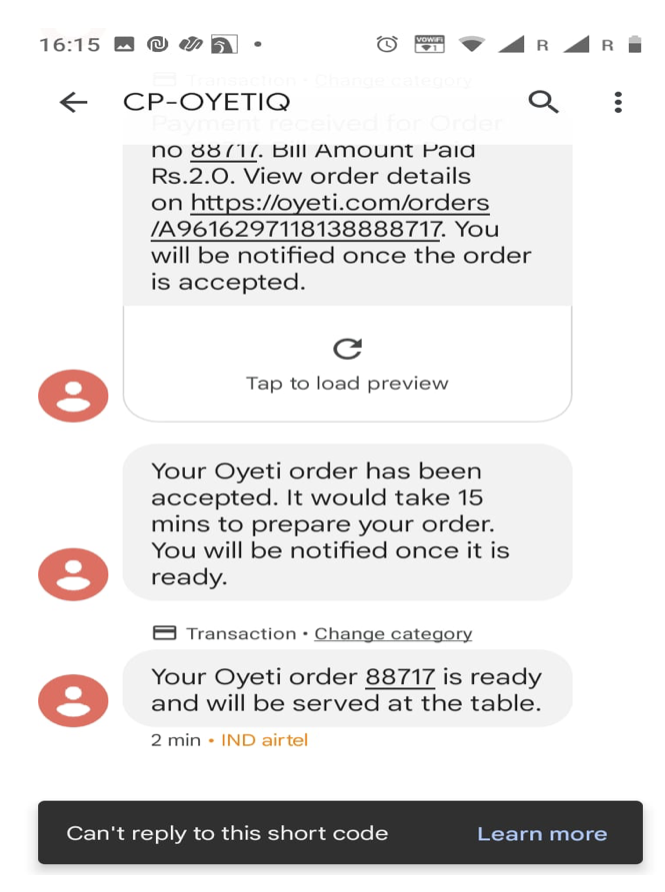 16:15
VOWIFI
1
R
R
Transaction • Change category
CP-OYETIQ
Payment received for Order
no 88717. Bill Amount Paid
Rs.2.0. View order details
on https://oyeti.com/orders
/A9616297118138888717. You
will be notified once the order
is accepted.
Tap to load preview
Your Oyeti order has been
accepted. It would take 15
mins to prepare your order.
You will be notified once it is
ready.
Transaction • Change category
Your Oyeti order 88717 is ready
and will be served at the table.
2 min • IND airtel
Can't reply to this short code
Learn more